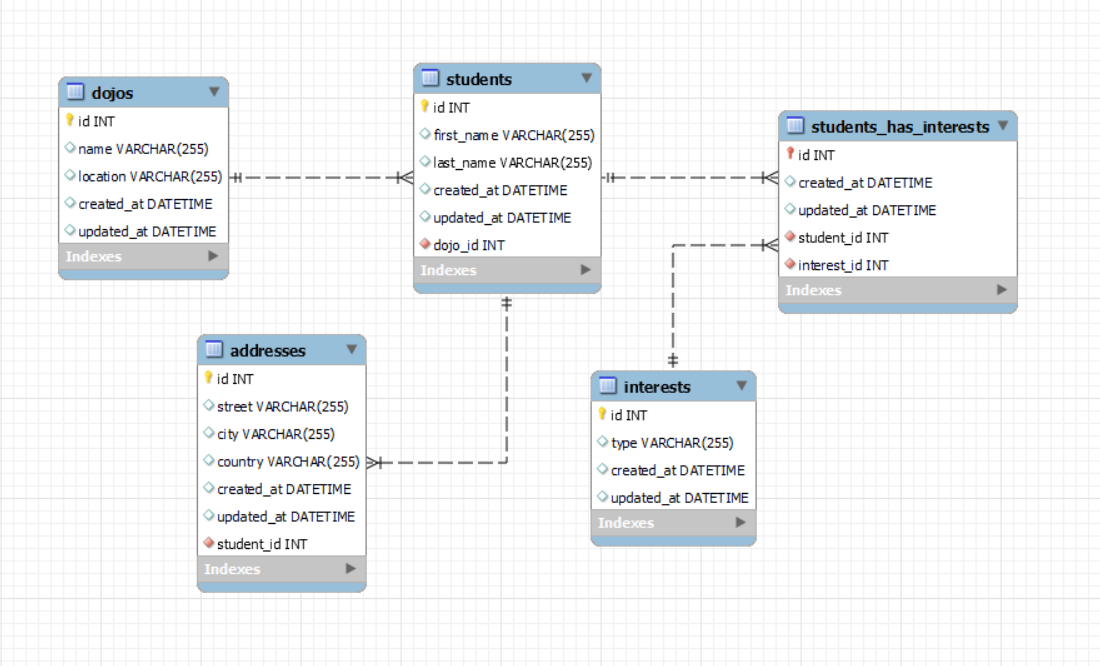 dojos
id INT
name VARCHAR(255)
location VARCHAR(255)
created_at DATETIME
updated_at DATETIME
Indexes
students
id INT
first_name VARCHAR(255)
last_name VARCHAR(255)
created_at DATETIME
updated_at DATETIME
dojo_id INT
Indexes
students_has_interests
id INT
created_at DATETIME
updated_at DATETIME
student_id INT
interest_id INT
Indexes
addresses
id INT
street VARCHAR(255)
city VARCHAR(255)
country VARCHAR(255)
created_at DATETIME
updated_at DATETIME
student_id INT
Indexes
interests
id INT
type VARCHAR(255)
created_at DATETIME
updated_at DATETIME
Indexes